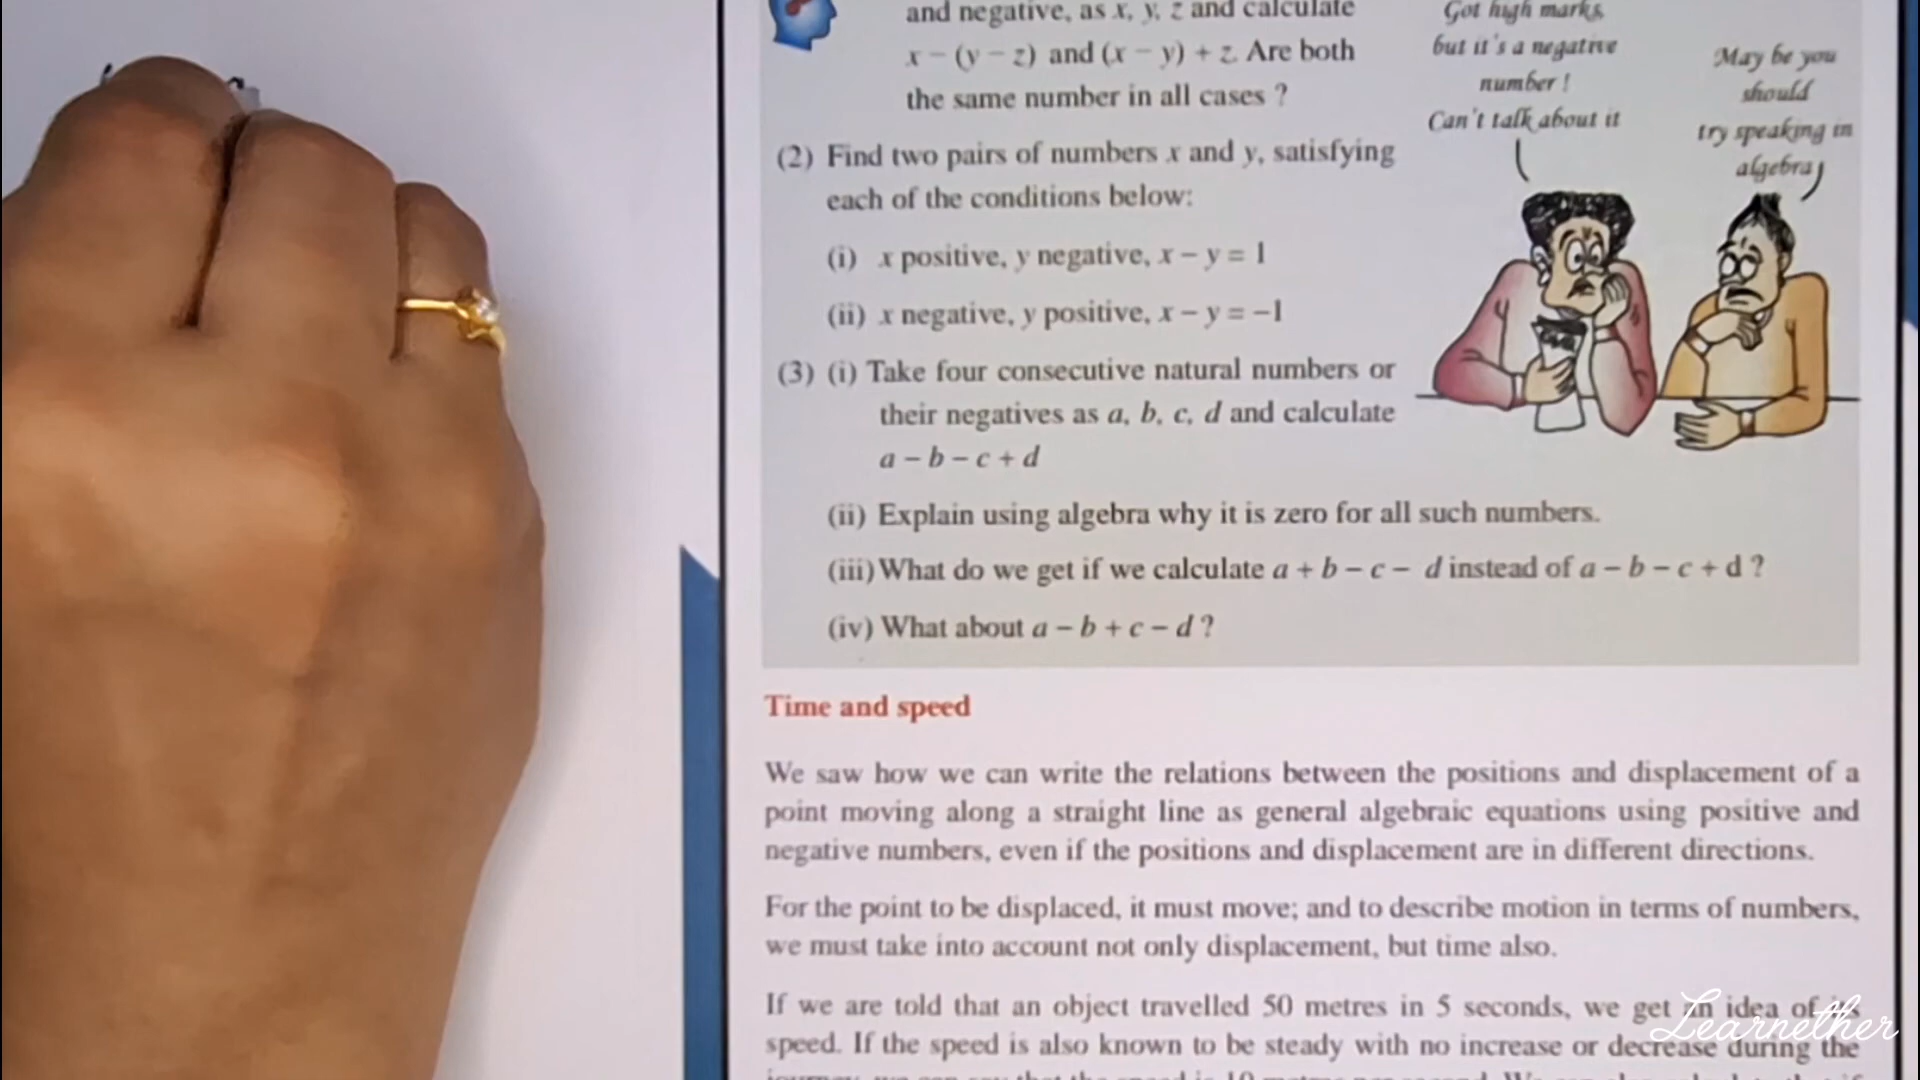 and negative, as x, y, z and calculate
x – (y – z) and (x – y) + z. Are both
the same number in all cases ?
(2) Find two pairs of numbers x and y, satisfying
each of the conditions below:
(i) x positive, y negative, x – y = 1
(ii) x negative, y positive, x – y = –1
(3) (i) Take four consecutive natural numbers or
their negatives as a, b, c, d and calculate
a – b – c + d
(ii) Explain using algebra why it is zero for all such numbers.
(iii) What do we get if we calculate a + b – c – d instead of a – b – c + d ?
(iv) What about a – b + c – d ?
Got high marks,
but it's a negative
number !
Can't talk about it
May be you
should
try speaking in
algebra
Time and speed
We saw how we can write the relations between the positions and displacement of a
point moving along a straight line as general algebraic equations using positive and
negative numbers, even if the positions and displacement are in different directions.
For the point to be displaced, it must move; and to describe motion in terms of numbers,
we must take into account not only displacement, but time also.
If we are told that an object travelled 50 metres in 5 seconds, we get an idea of its
speed. If the speed is also known to be steady with no increase or decrease during the
Learnether